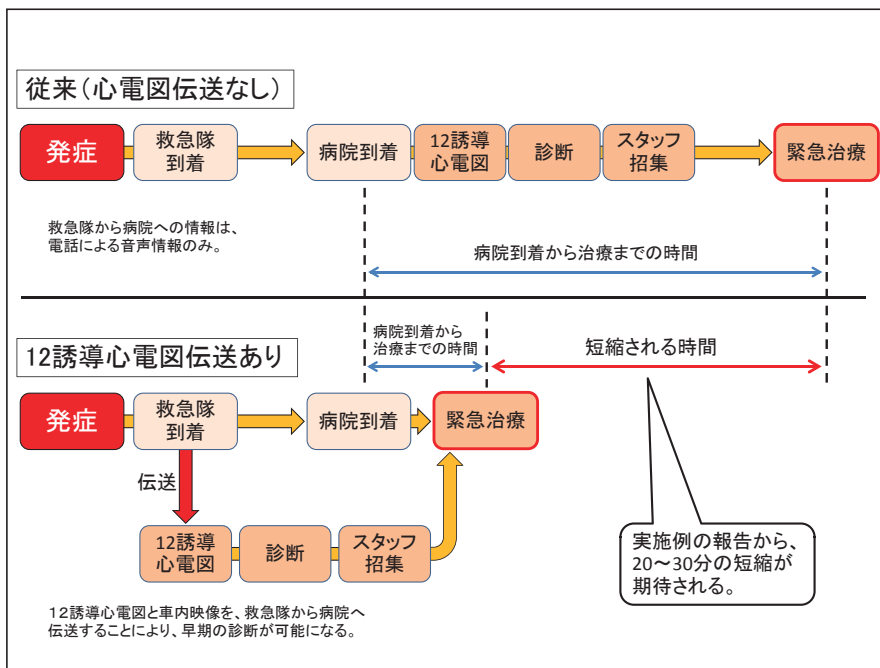 従来（心電図伝送なし）
発症
救急隊
到着
病院到着
12誘導
心電図
診断
スタッフ
招集
緊急治療
救急隊から病院への情報は、
電話による音声情報のみ。
病院到着から治療までの時間
12誘導心電図伝送あり
病院到着から
治療までの時間
短縮される時間
発症
救急隊
到着
病院到着
緊急治療
伝送
12誘導
心電図
診断
スタッフ
招集
実施例の報告から、
20～30分の短縮が
期待される。
１２誘導心電図と車内映像を、救急隊から病院へ
伝送することにより、早期の診断が可能になる。